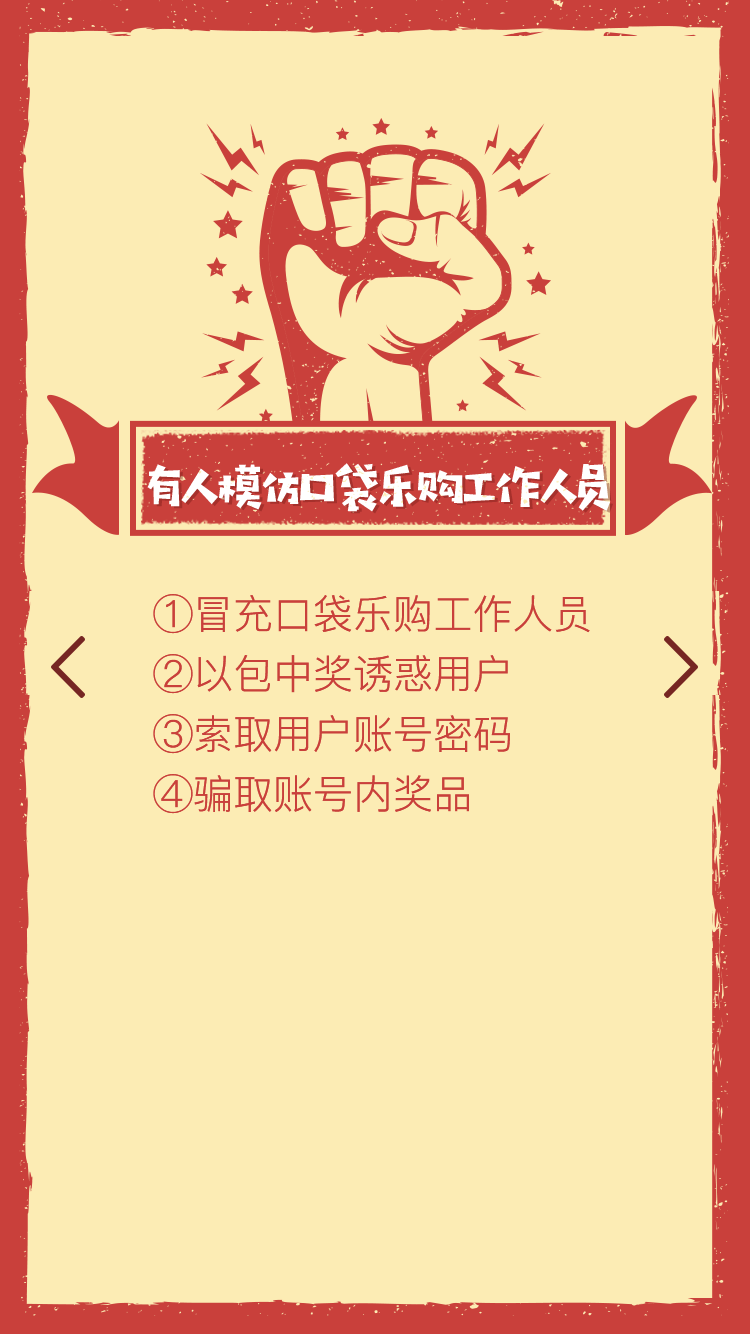 有人模仿口袋乐购工作人员
①冒充口袋乐购工作人员
②以包中奖诱惑用户
③索取用户账号密码
④骗取账号内奖品